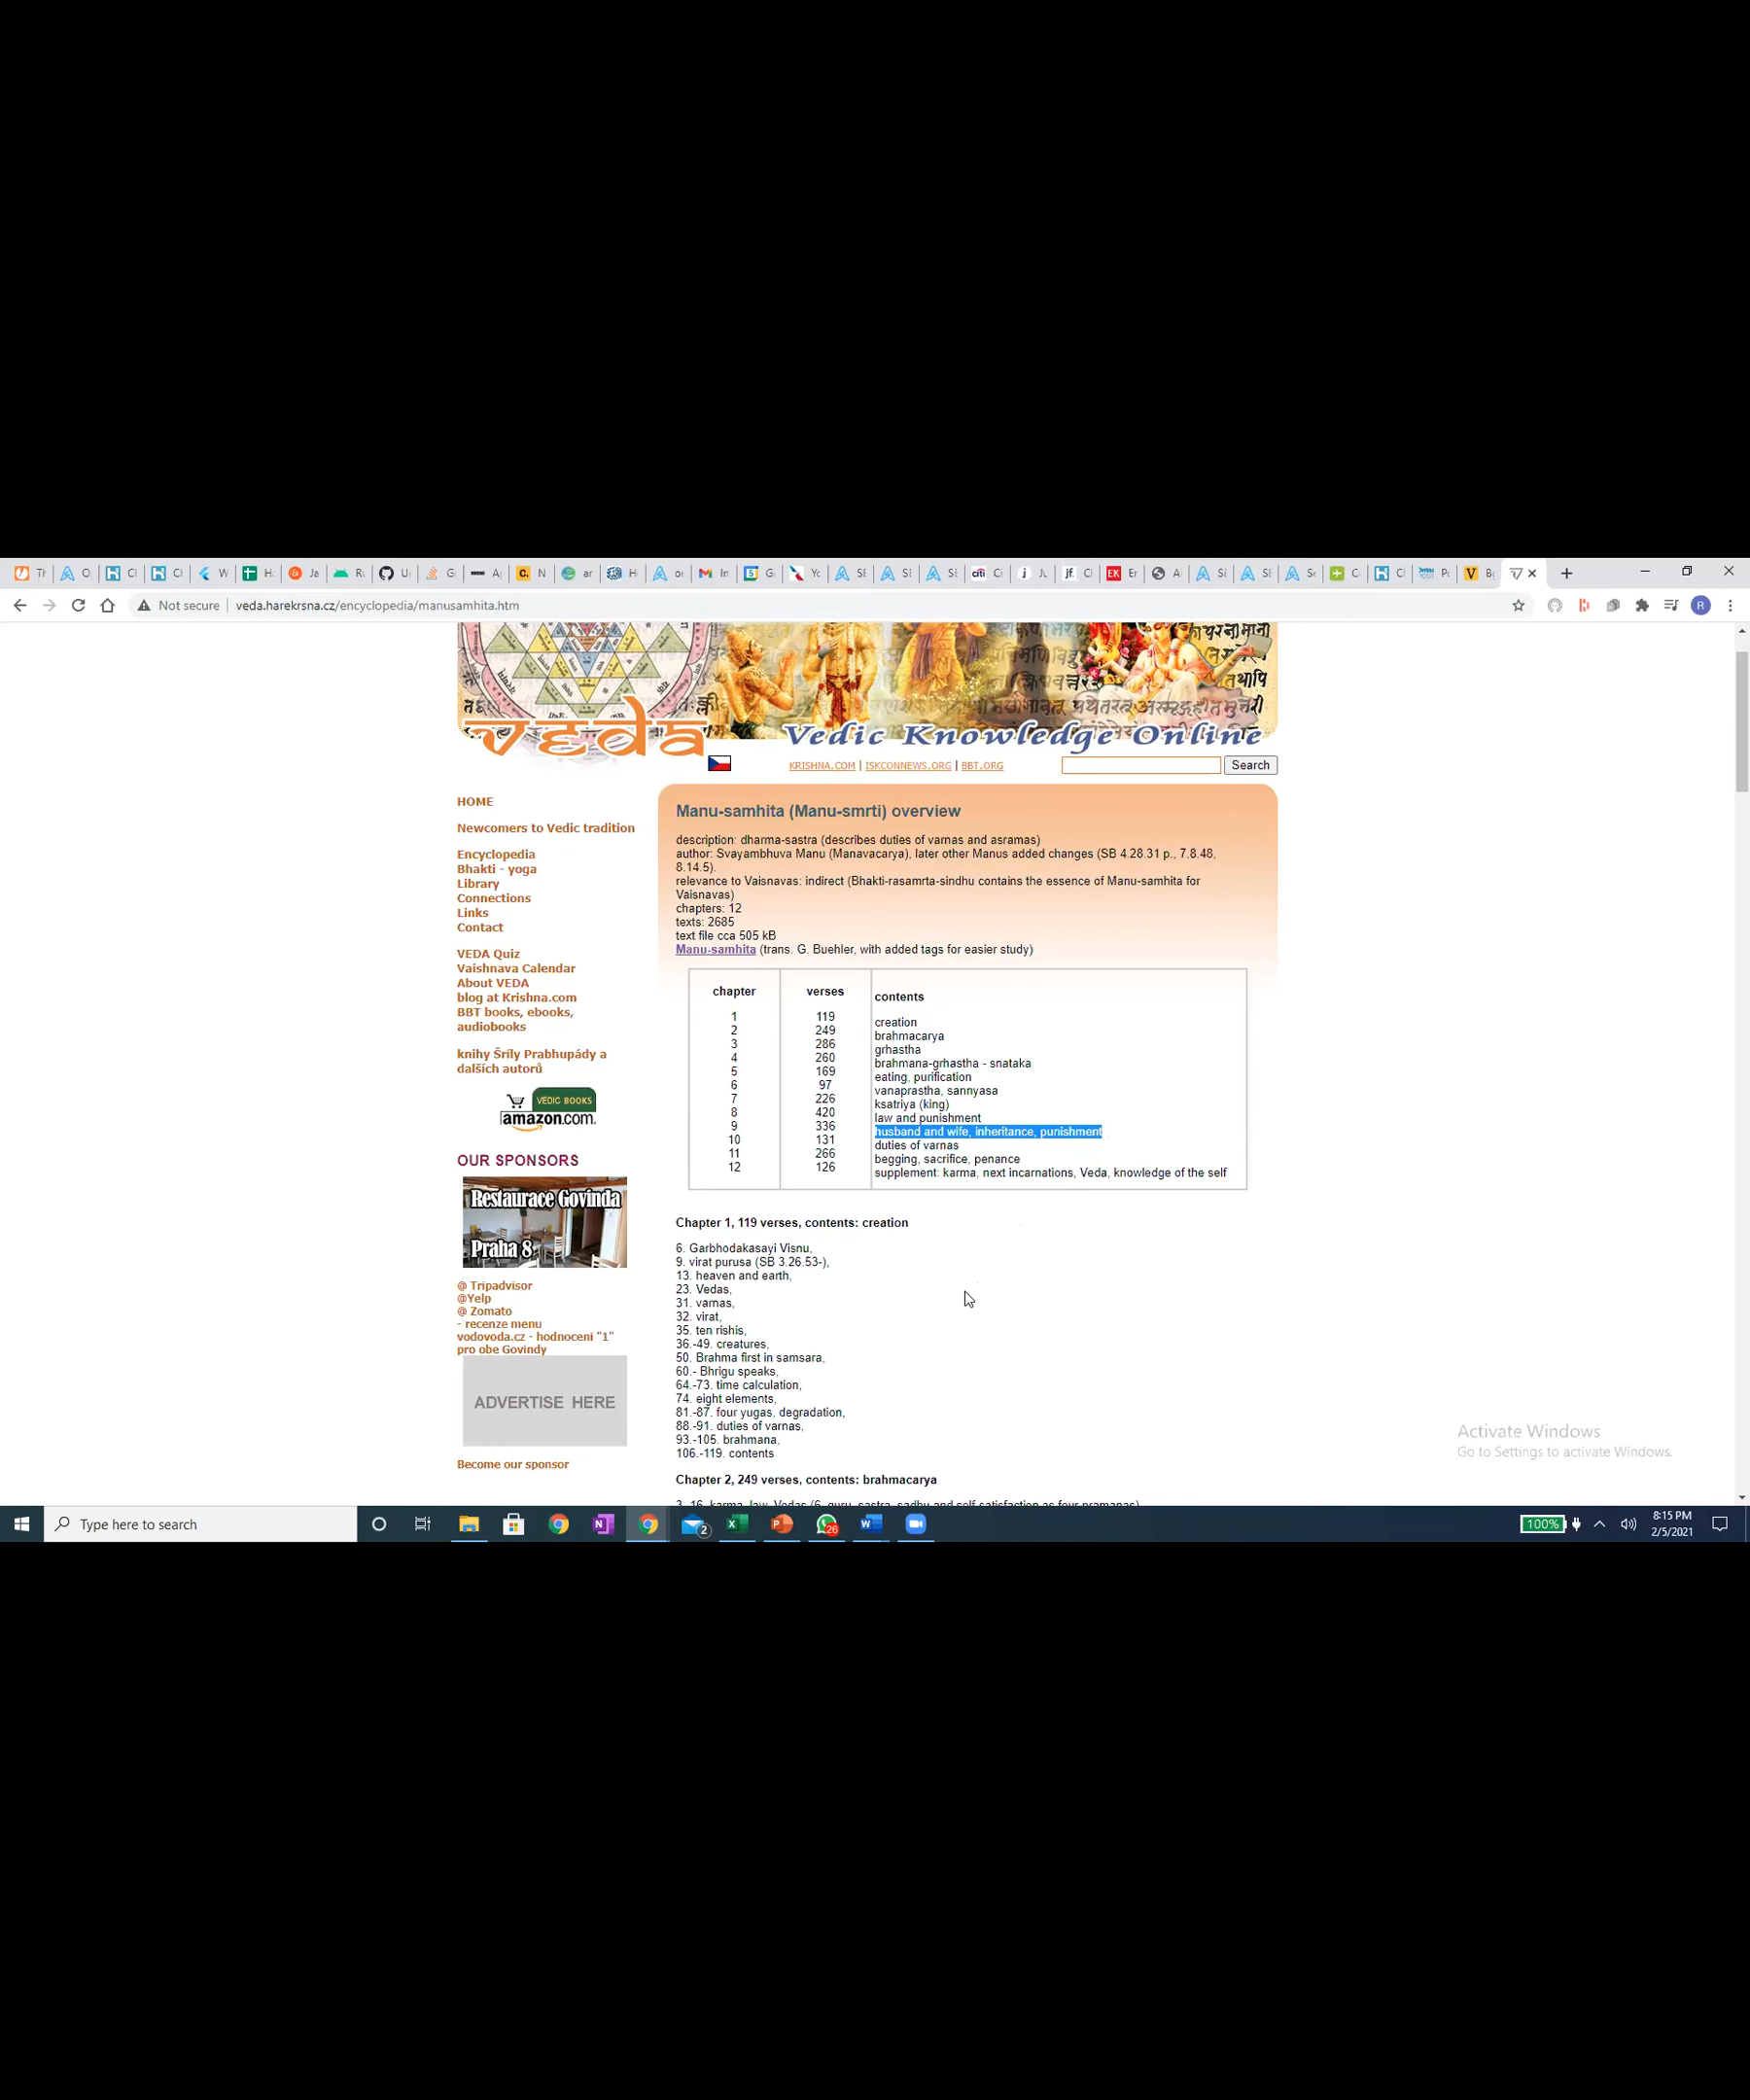 Not secure | veda.harekrsna.cz/encyclopedia/manusamhita.htm
veda
Vedic Knowledge Online
KRISHNA.COM | ISKCONNEWS.ORG | BBT.ORG
Search
HOME
Newcomers to Vedic tradition
Encyclopedia
Bhakti - yoga
Library
Connections
Links
Contact
VEDA Quiz
Vaishnava Calendar
About VEDA
blog at Krishna.com
BBT books, ebooks,
audiobooks
knihy Šríly Prabhupády a
dalších autorů
VEDIC BOOKS
amazon.com.
OUR SPONSORS
Restaurace Govinda
Praha 8
@ Tripadvisor
@Yelp
@ Zomato
- recenze menu
vodovoda.cz - hodnoceni "1"
pro obe Govindy
ADVERTISE HERE
Become our sponsor
Manu-samhita (Manu-smrti) overview
description: dharma-sastra (describes duties of varnas and asramas)
author: Svayambhuva Manu (Manavacarya), later other Manus added changes (SB 4.28.31 p., 7.8.48,
8.14.5).
relevance to Vaisnavas: indirect (Bhakti-rasamrta-sindhu contains the essence of Manu-samhita for
Vaisnavas)
chapters: 12
texts: 2685
text file cca 505 kB
Manu-samhita (trans. G. Buehler, with added tags for easier study)
chapter verses contents
1 119 creation
2 249 brahmacarya
3 286 grhastha
4 260 brahmana-grhastha - snataka
5 169 eating, purification
6 97 vanaprastha, sannyasa
7 226 ksatriya (king)
8 420 law and punishment
9 336 husband and wife, inheritance, punishment
10 131 duties of varnas
11 266 begging, sacrifice, penance
12 126 supplement: karma, next incarnations, Veda, knowledge of the self
Chapter 1, 119 verses, contents: creation
6. Garbhodakasayi Visnu,
9. virat purusa (SB 3.26.53-),
13. heaven and earth,
23. Vedas,
31. varnas,
32. virat,
35. ten rishis,
36.-49. creatures,
50. Brahma first in samsara,
60.- Bhrigu speaks,
64.-73. time calculation,
74. eight elements,
81.-87. four yugas, degradation,
88.-91. duties of varnas,
93.-105. brahmana,
106.-119. contents
Chapter 2, 249 verses, contents: brahmacarya
Activate Windows
Go to Settings to activate Windows.
Type here to search
2
26
100%
8:15 PM
2/5/2021